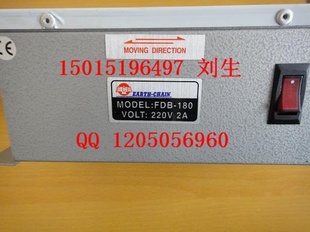 MOVING DIRECTION
15015196497 刘生
EARTH-CHAIN
MODEL:FDB-180
VOLT: 220V 2A
QQ 1205056960